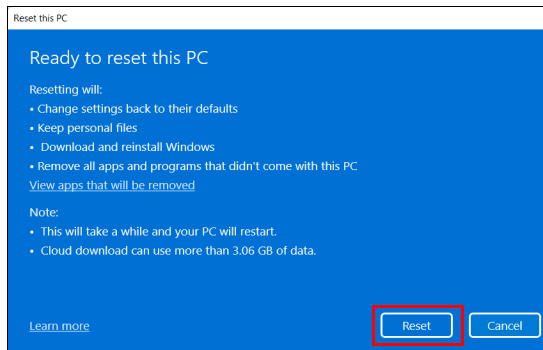 Reset this PC
Ready to reset this PC
Resetting will:
• Change settings back to their defaults
• Keep personal files
• Download and reinstall Windows
• Remove all apps and programs that didn't come with this PC
View apps that will be removed
Note:
• This will take a while and your PC will restart.
• Cloud download can use more than 3.06 GB of data.
Learn more
Reset
Cancel